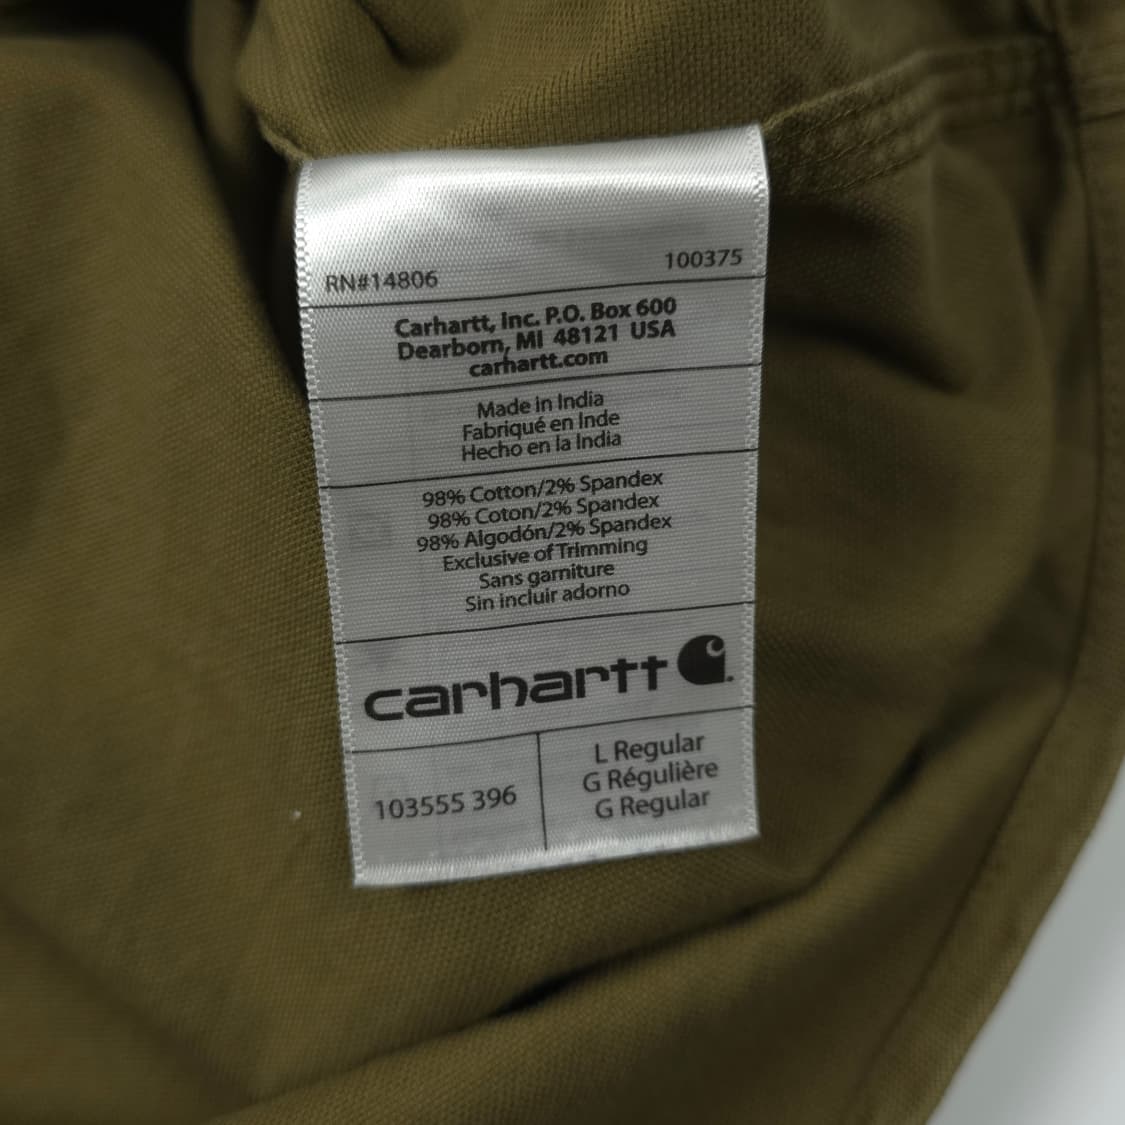 RN#14806 100375
Carhartt, Inc. P.O. Box 600
Dearborn, MI 48121 USA
carhartt.com
Made in India
Fabriqué en Inde
Hecho en la India
98% Cotton/2% Spandex
98% Coton/2% Spandex
98% Algodón/2% Spandex
Exclusive of Trimming
Sans garniture
Sin incluir adorno
carhartt
103555 396
L Regular
G Régulière
G Regular